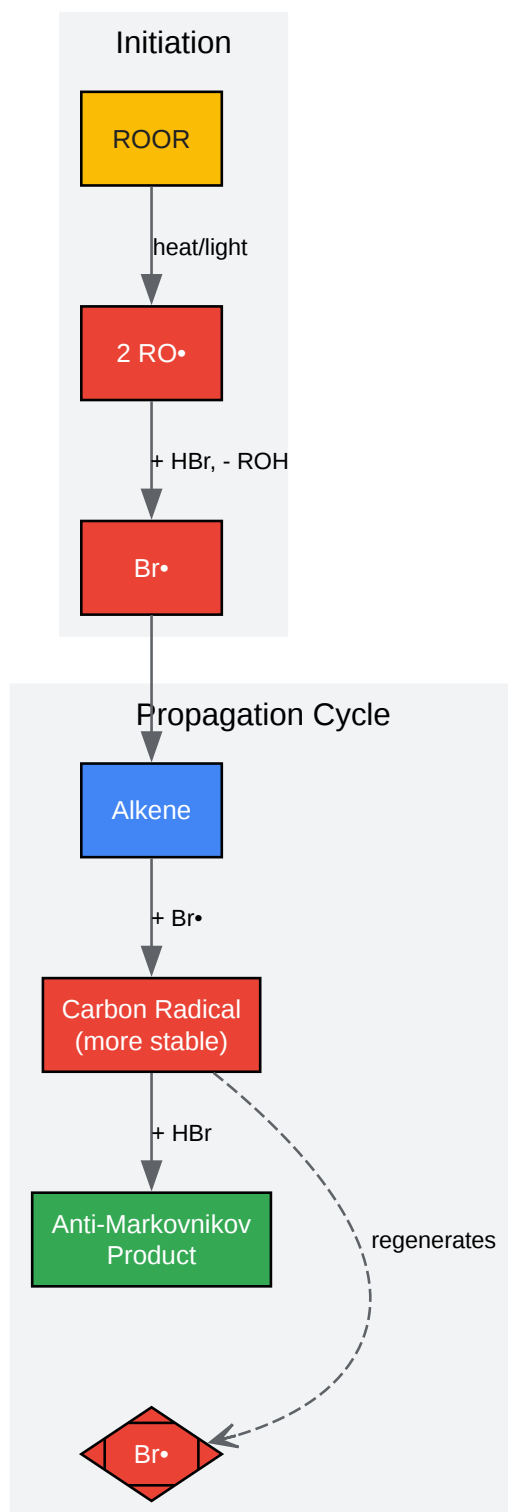 Initiation
ROOR
heat/light
2 RO•
+ HBr, - ROH
Br•
Propagation Cycle
Alkene
+ Br•
Carbon Radical
(more stable)
+ HBr
Anti-Markovnikov
Product
regenerates
Br•